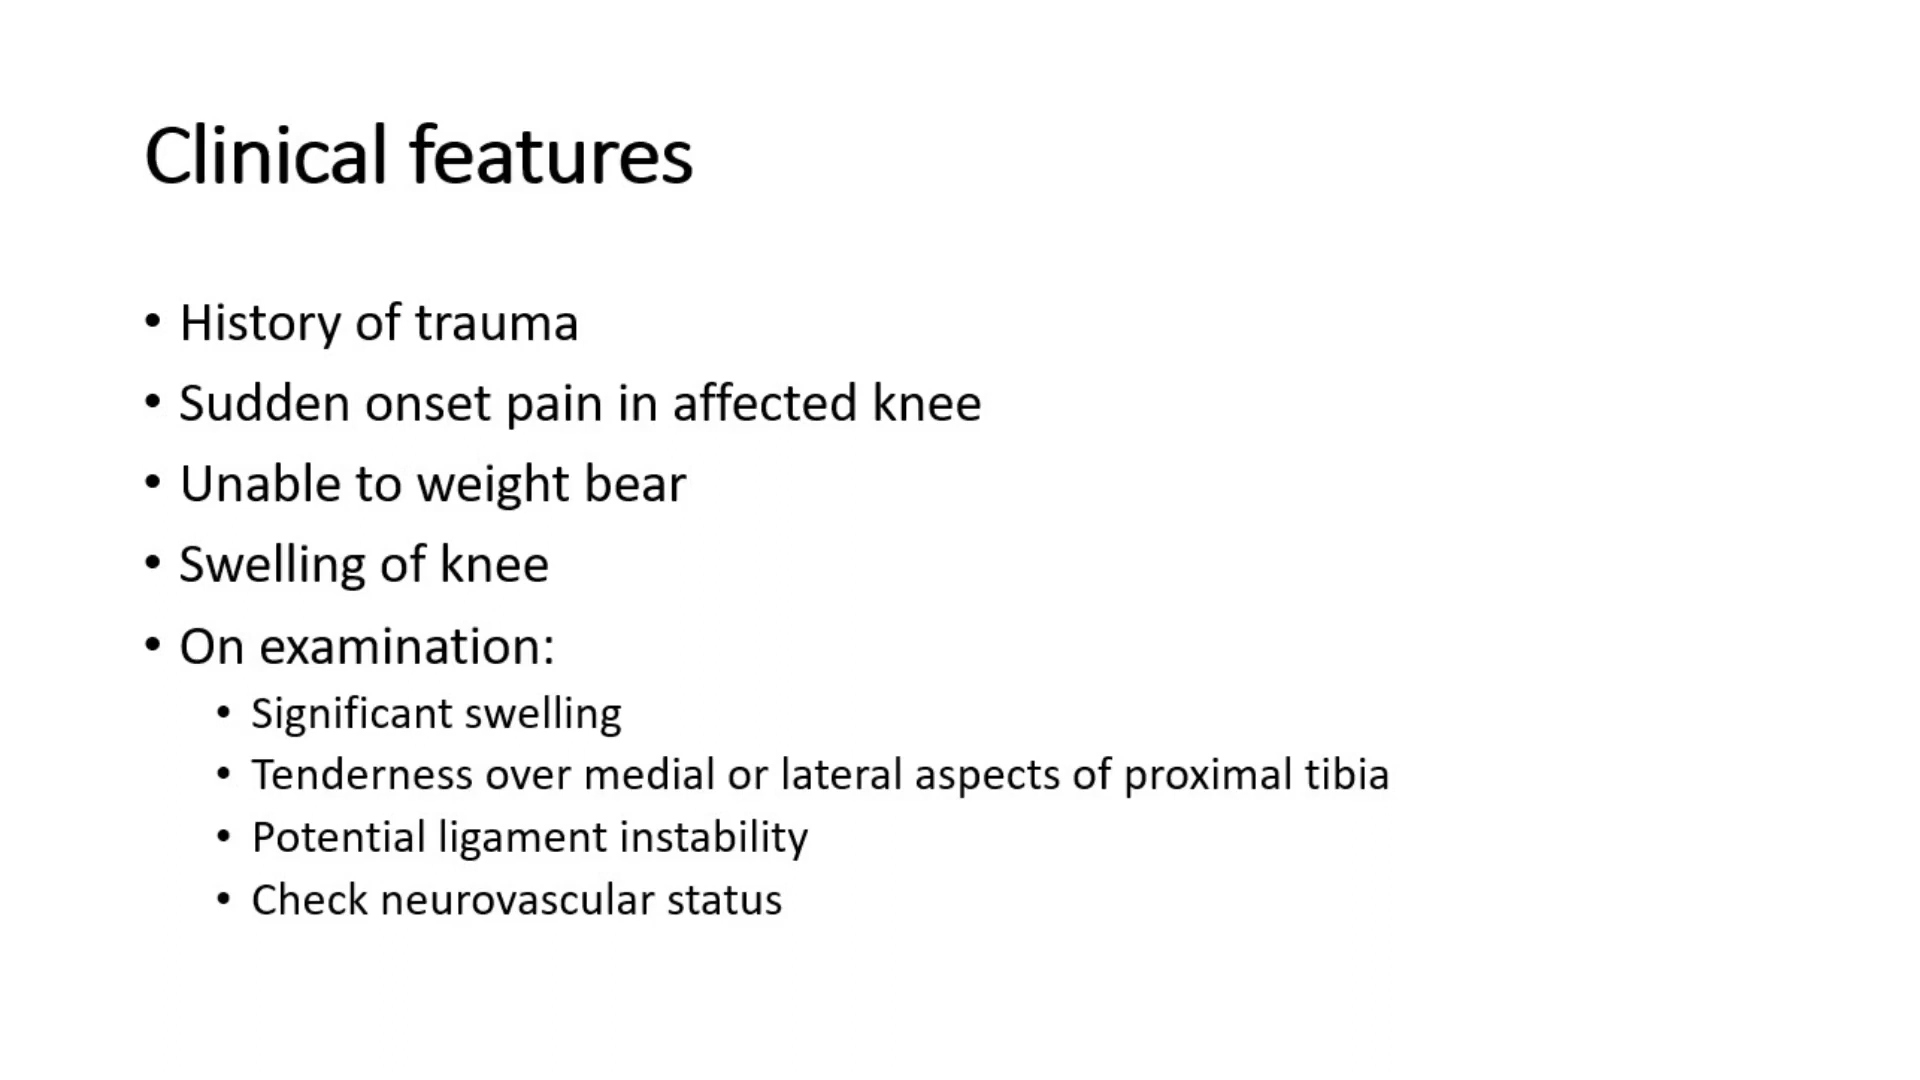 Clinical features
• History of trauma
• Sudden onset pain in affected knee
• Unable to weight bear
• Swelling of knee
• On examination:
• Significant swelling
• Tenderness over medial or lateral aspects of proximal tibia
• Potential ligament instability
• Check neurovascular status